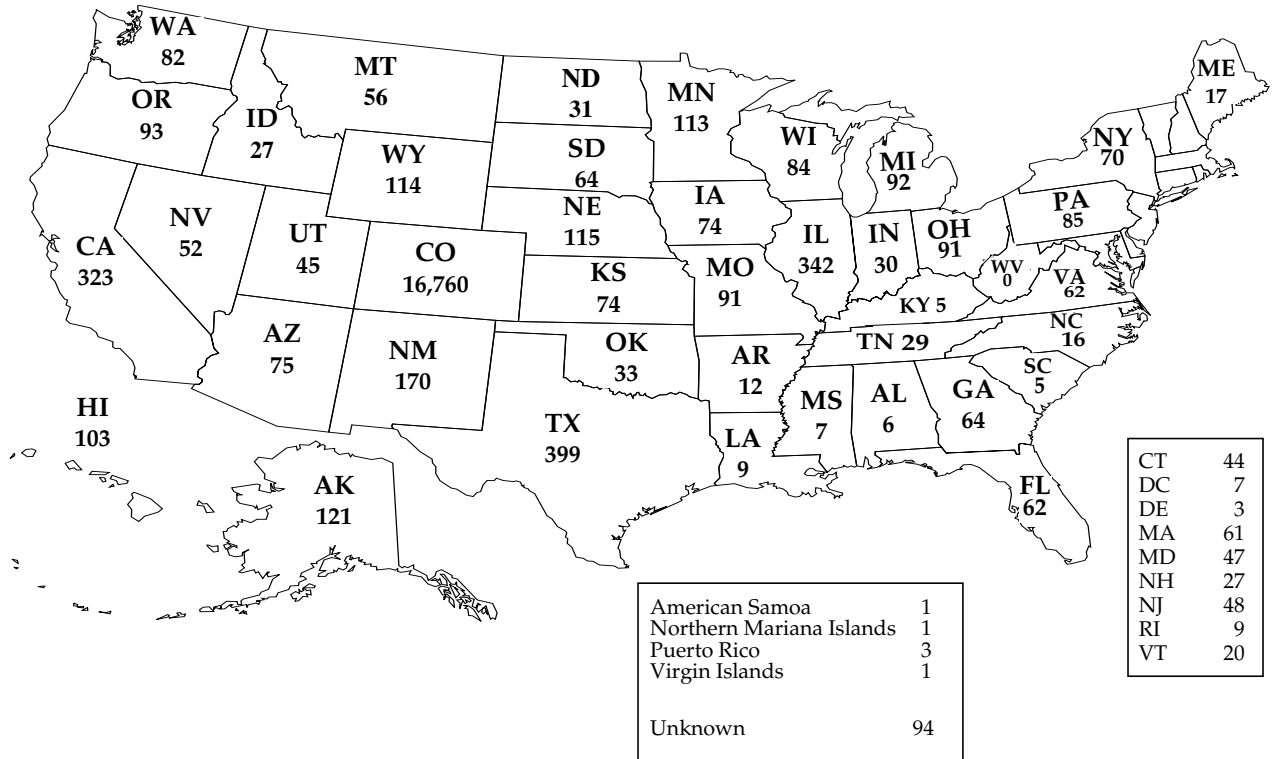 WA
82
OR
93
ID
27
MT
56
ND
31
MN
113
WI
84
MI
92
ME
17
NY
70
WY
114
SD
64
IA
74
NE
115
PA
85
CA
323
NV
52
UT
45
CO
16,760
KS
74
MO
91
IL
342
IN
30
OH
91
WV
0
VA
62
KY 5
NC
16
TN 29
AZ
75
NM
170
OK
33
AR
12
SC
5
MS
7
AL
6
GA
64
TX
399
LA
9
FL
62
HI
103
AK
121
CT 44
DC 7
DE 3
MA 61
MD 47
NH 27
NJ 48
RI 9
VT 20
American Samoa 1
Northern Mariana Islands 1
Puerto Rico 3
Virgin Islands 1
Unknown 94